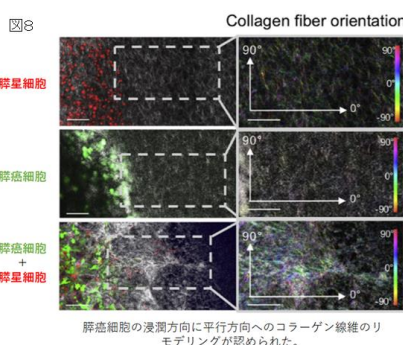 図8
Collagen fiber orientation
膵星細胞
90°
0°
90°
0°
-90°
膵癌細胞
90°
0°
90°
0°
-90°
膵癌細胞
+
膵星細胞
90°
0°
90°
0°
-90°
膵癌細胞の浸潤方向に平行方向へのコラーゲン線維のリ
モデリングが認められた。